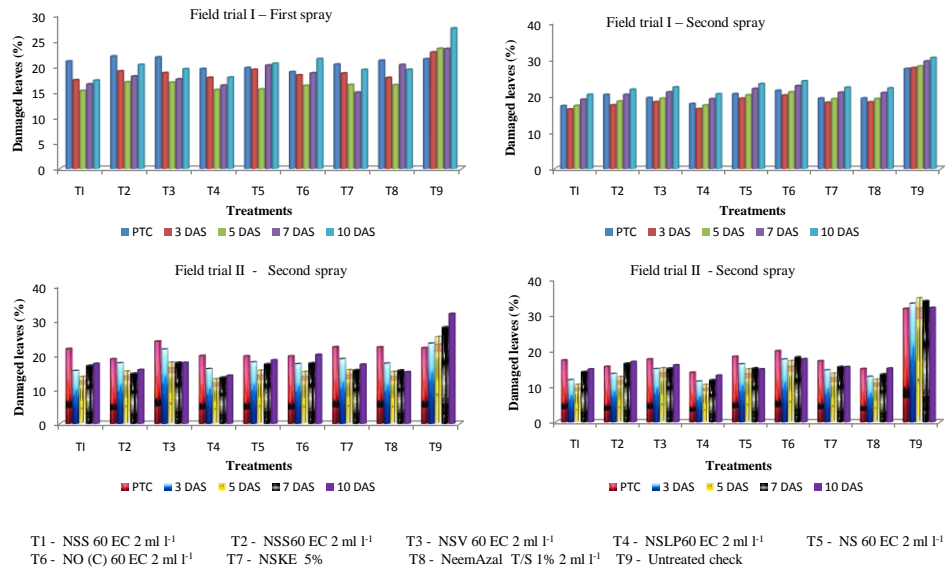 Field trial I – First spray
Damaged leaves (%)
30
25
20
15
10
5
0
T1 T2 T3 T4 T5 T6 T7 T8 T9
Treatments
PTC 3 DAS 5 DAS 7 DAS 10 DAS
Field trial I – Second spray
Damaged leaves (%)
40
30
20
10
0
T1 T2 T3 T4 T5 T6 T7 T8 T9
Treatments
PTC 3 DAS 5 DAS 7 DAS 10 DAS
Field trial II - Second spray
Damaged leaves (%)
40
30
20
10
0
T1 T2 T3 T4 T5 T6 T7 T8 T9
Treatments
PTC 3 DAS 5 DAS 7 DAS 10 DAS
Field trial II - Second spray
Damaged leaves (%)
40
30
20
10
0
T1 T2 T3 T4 T5 T6 T7 T8 T9
Treatments
PTC 3 DAS 5 DAS 7 DAS 10 DAS
T1 - NSS 60 EC 2 ml l⁻¹ T2 - NSS60 EC 2 ml l⁻¹ T3 - NSV 60 EC 2 ml l⁻¹ T4 - NSLP60 EC 2 ml l⁻¹ T5 - NS 60 EC 2 ml l⁻¹
T6 - NO (C) 60 EC 2 ml l⁻¹ T7 - NSKE 5% T8 - NeemAzal T/S 1% 2 ml l⁻¹ T9 - Untreated check